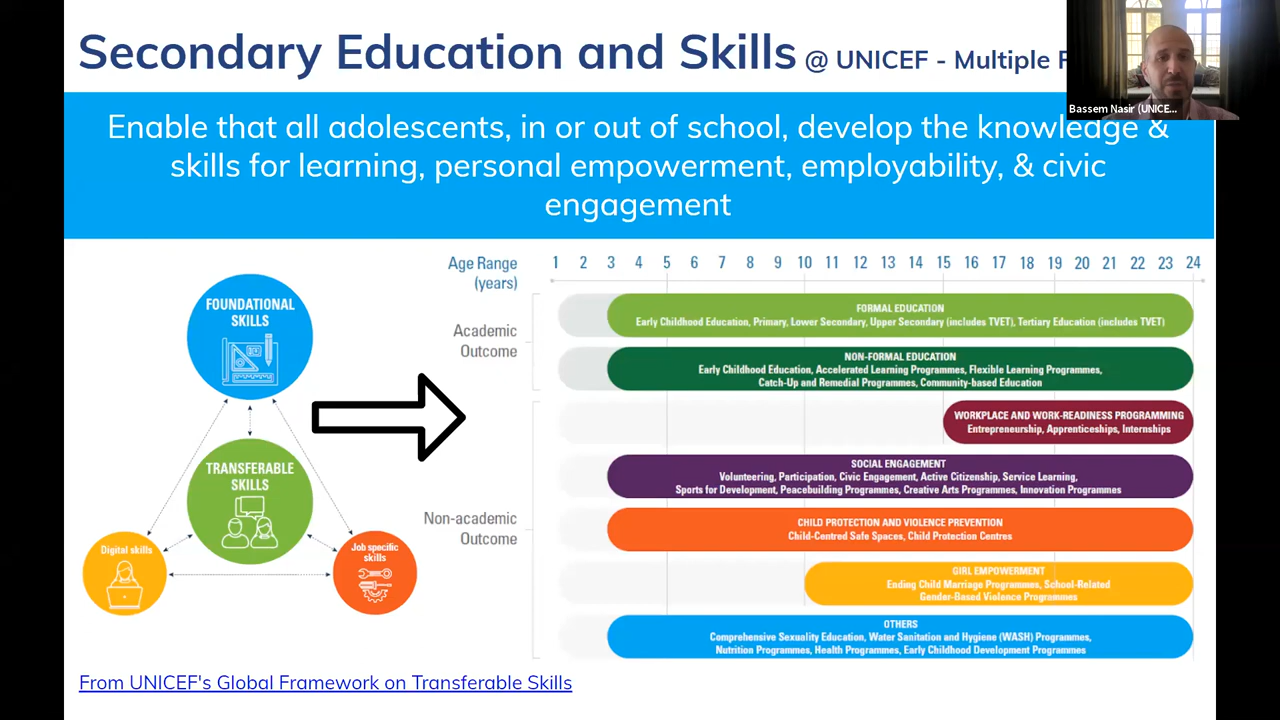 Secondary Education and Skills @ UNICEF - Multiple
Bassem Nasir (UNICE...
Enable that all adolescents, in or out of school, develop the knowledge &
skills for learning, personal empowerment, employability, & civic
engagement
Age Range
(years)
1 2 3 4 5 6 7 8 9 10 11 12 13 14 15 16 17 18 19 20 21 22 23 24
FOUNDATIONAL
SKILLS
TRANSFERABLE
SKILLS
Digital skills
Job specific
skills
Academic
Outcome
FORMAL EDUCATION
Early Childhood Education, Primary, Lower Secondary, Upper Secondary (includes TVET), Tertiary Education (includes TVET)
NON-FORMAL EDUCATION
Early Childhood Education, Accelerated Learning Programmes, Flexible Learning Programmes,
Catch-Up and Remedial Programmes, Community-based Education
Non-academic
Outcome
WORKPLACE AND WORK-READINESS PROGRAMMING
Entrepreneurship, Apprenticeships, Internships
SOCIAL ENGAGEMENT
Volunteering, Participation, Civic Engagement, Active Citizenship, Service Learning,
Sports for Development, Peacebuilding Programmes, Creative Arts Programmes, Innovation Programmes
CHILD PROTECTION AND VIOLENCE PREVENTION
Child-Centred Safe Spaces, Child Protection Centres
GIRL EMPOWERMENT
Ending Child Marriage Programmes, School-Related
Gender-Based Violence Programmes
OTHERS
Comprehensive Sexuality Education, Water Sanitation and Hygiene (WASH) Programmes,
Nutrition Programmes, Health Programmes, Early Childhood Development Programmes
From UNICEF's Global Framework on Transferable Skills